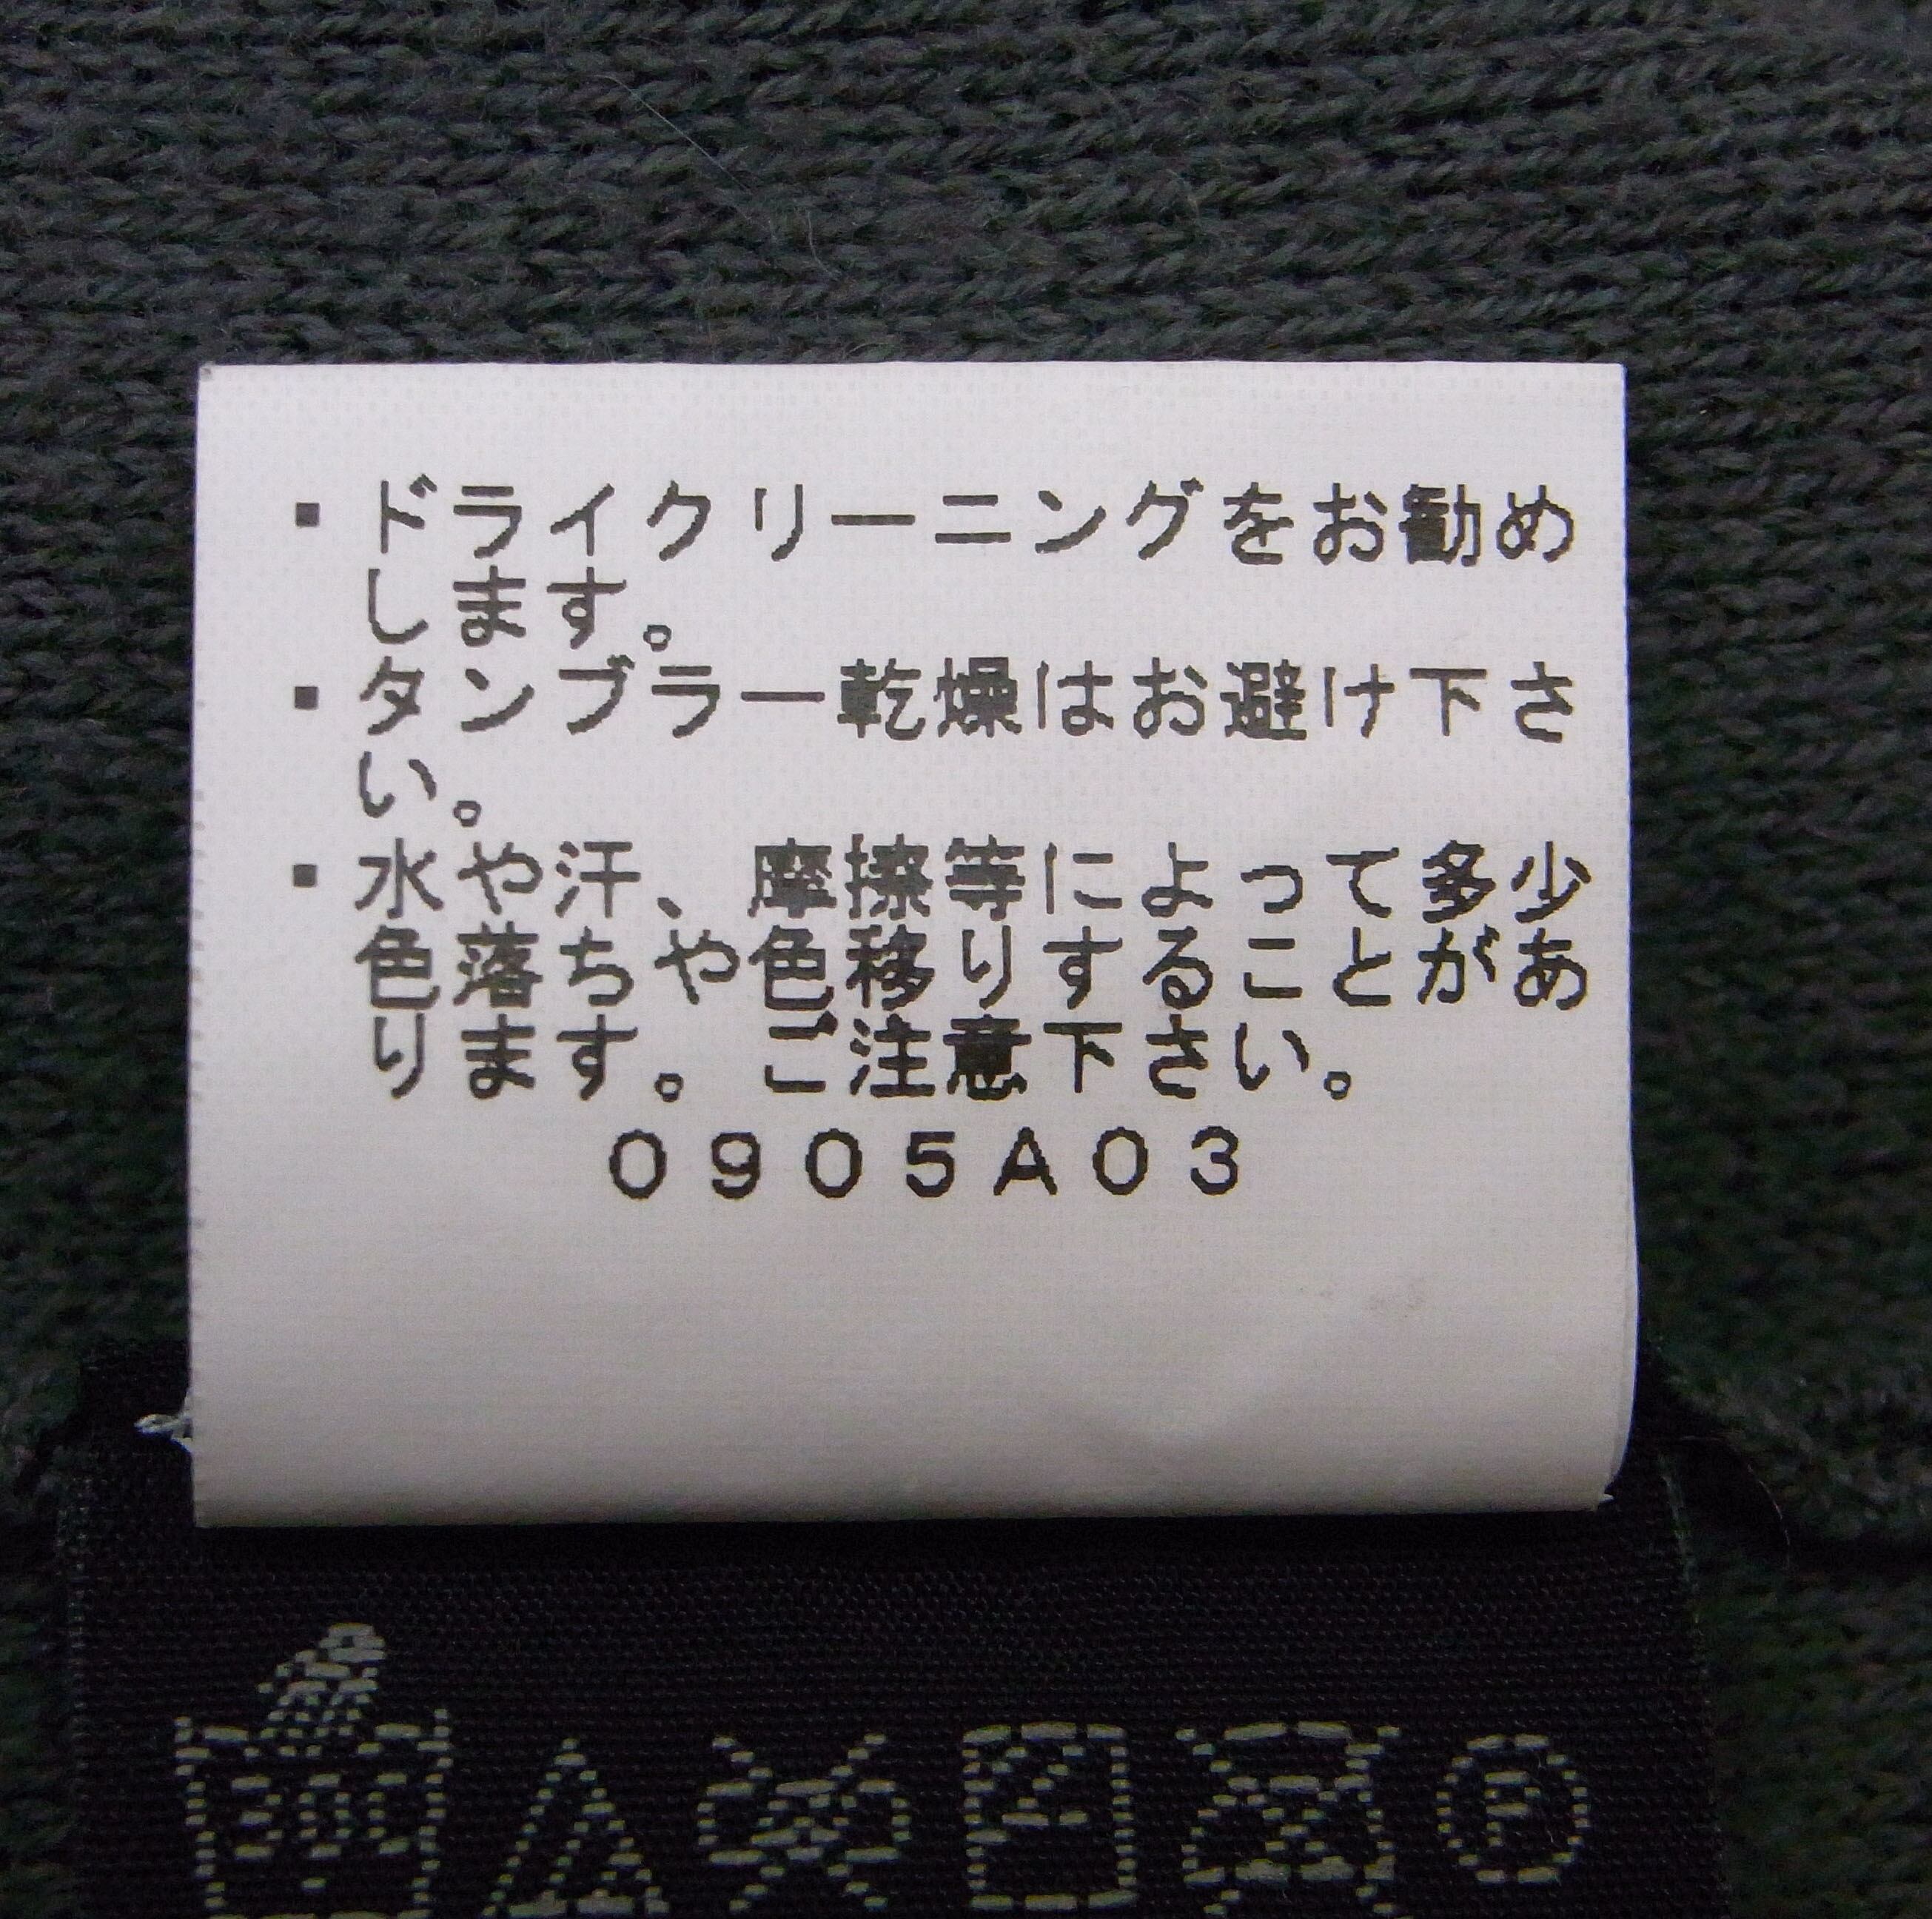 ▪ドライクリーニングをお勧め
します。
▪タンブラー乾燥はお避け下さ
い。
▪水や汗、摩擦等によって多少
色落ちや色移りすることがあ
ります。ご注意下さい。
0905A03
30C
P